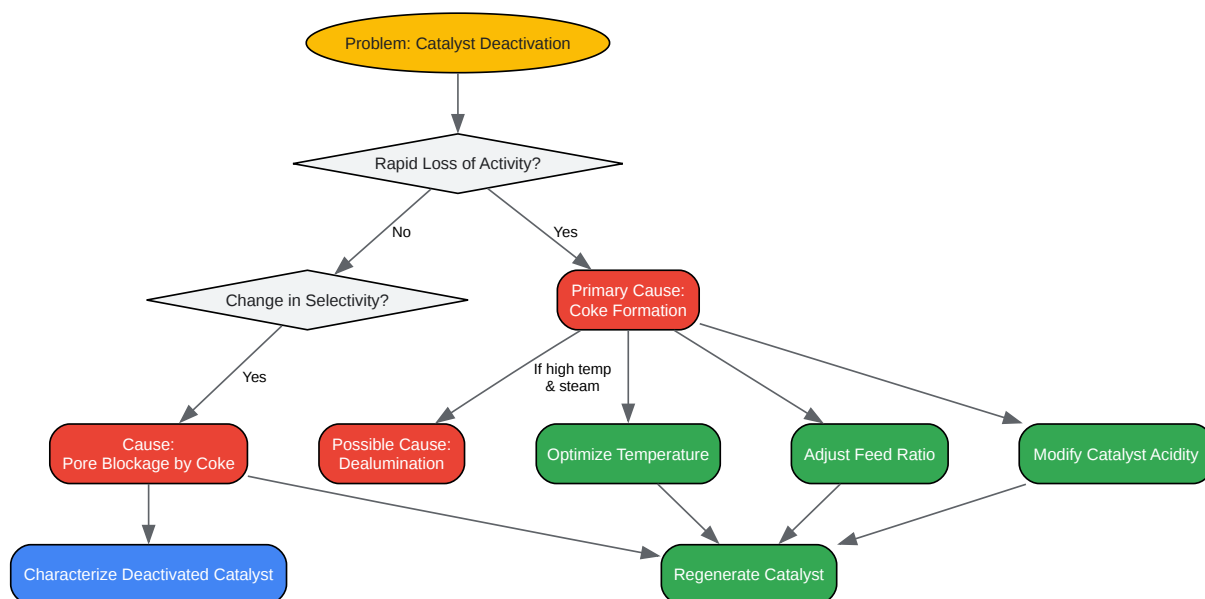 Problem: Catalyst Deactivation
Rapid Loss of Activity?
No
Yes
Change in Selectivity?
Primary Cause:
Coke Formation
Yes
If high temp
& steam
Cause:
Pore Blockage by Coke
Possible Cause:
Dealumination
Optimize Temperature
Adjust Feed Ratio
Modify Catalyst Acidity
Characterize Deactivated Catalyst
Regenerate Catalyst